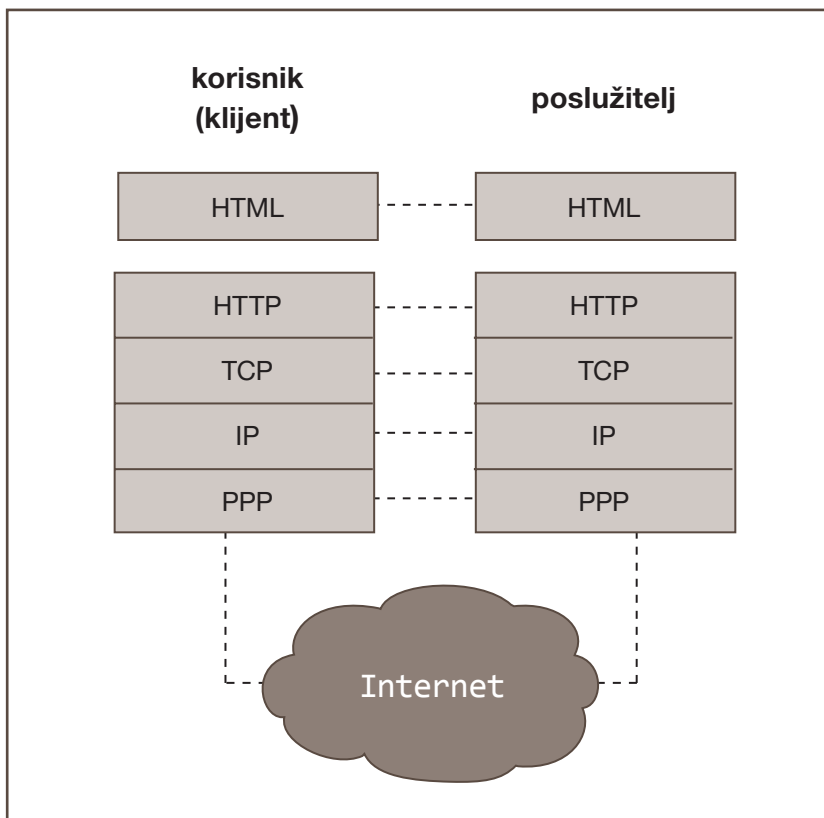 korisnik
(klijent)
poslužitelj
HTML
HTML
HTTP
HTTP
TCP
TCP
IP
IP
PPP
PPP
Internet